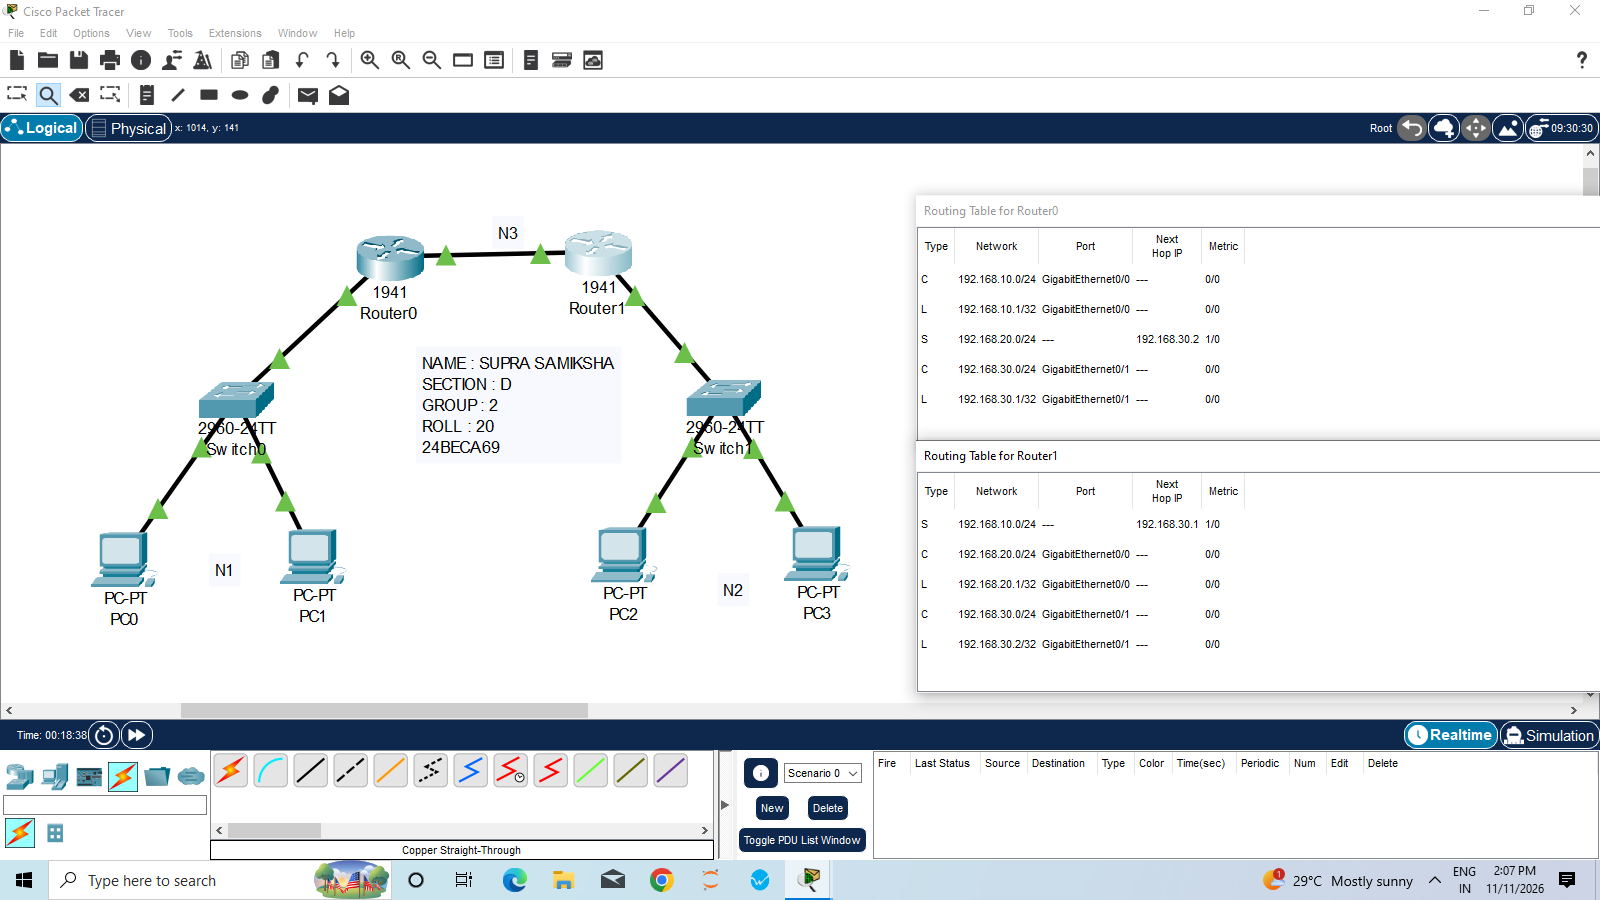 Cisco Packet Tracer
File Edit Options View Tools Extensions Window Help
Logical Physical x: 1014, y: 141 Root 09:30:30
N3
1941
Router0
1941
Router1
NAME : SUPRA SAMIKSHA
SECTION : D
GROUP : 2
ROLL : 20
24BECA69
2960-24TT
Switch0
2960-24TT
Switch1
N1
N2
PC-PT
PC0
PC-PT
PC1
PC-PT
PC2
PC-PT
PC3
Routing Table for Router0
Type Network Port Next Hop IP Metric
C 192.168.10.0/24 GigabitEthernet0/0 --- 0/0
L 192.168.10.1/32 GigabitEthernet0/0 --- 0/0
S 192.168.20.0/24 --- 192.168.30.2 1/0
C 192.168.30.0/24 GigabitEthernet0/1 --- 0/0
L 192.168.30.1/32 GigabitEthernet0/1 --- 0/0
Routing Table for Router1
Type Network Port Next Hop IP Metric
S 192.168.10.0/24 --- 192.168.30.1 1/0
C 192.168.20.0/24 GigabitEthernet0/0 --- 0/0
L 192.168.20.1/32 GigabitEthernet0/0 --- 0/0
C 192.168.30.0/24 GigabitEthernet0/1 --- 0/0
L 192.168.30.2/32 GigabitEthernet0/1 --- 0/0
Time: 00:18:38 Realtime Simulation
Scenario 0
New Delete
Toggle PDU List Window
Fire Last Status Source Destination Type Color Time(sec) Periodic Num Edit Delete
Copper Straight-Through
Type here to search
1 29°C Mostly sunny
ENG
IN
2:07 PM
11/11/2026